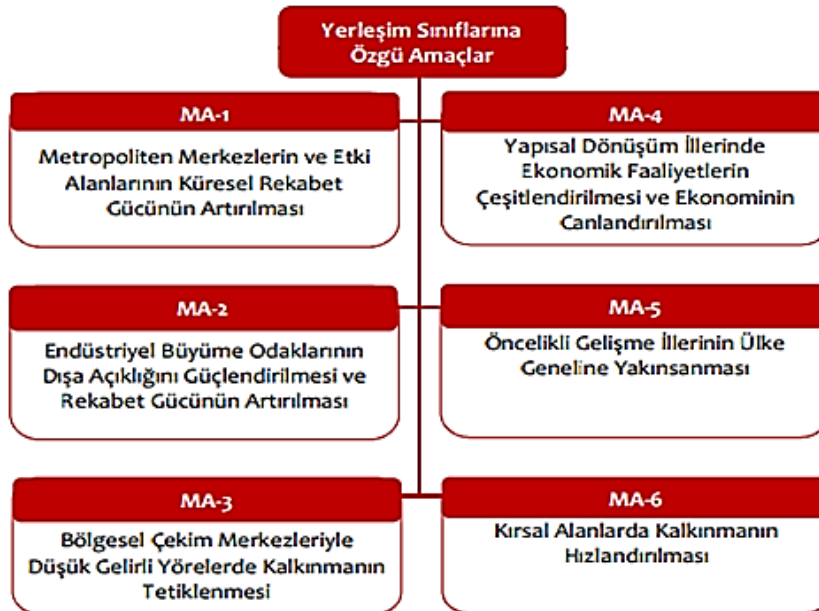 Yerleşim Sınıflarına
Özgü Amaçlar
MA-1
Metropoliten Merkezlerin ve Etki
Alanlarının Küresel Rekabet
Gücünün Artırılması
MA-2
Endüstriyel Büyüme Odaklarının
Dışa Açıklığını Güçlendirilmesi ve
Rekabet Gücünün Artırılması
MA-3
Bölgesel Çekim Merkezleriyle
Düşük Gelirli Yörelerde Kalkınmanın
Tetiklenmesi
MA-4
Yapısal Dönüşüm İllerinde
Ekonomik Faaliyetlerin
Çeşitlendirilmesi ve Ekonominin
Canlandırılması
MA-5
Öncelikli Gelişme İllerinin Ülke
Geneline Yakınsanması
MA-6
Kırsal Alanlarda Kalkınmanın
Hızlandırılması